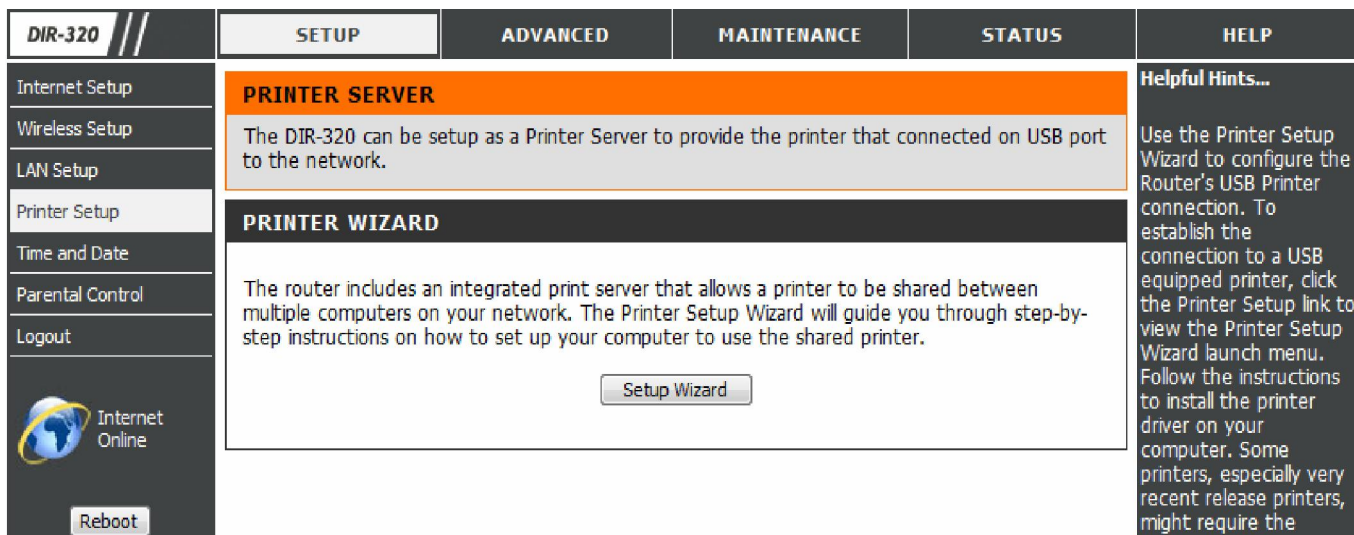 DIR-320
SETUP
ADVANCED
MAINTENANCE
STATUS
HELP
Internet Setup
Wireless Setup
LAN Setup
Printer Setup
Time and Date
Parental Control
Logout
Internet
Online
Reboot
PRINTER SERVER
The DIR-320 can be setup as a Printer Server to provide the printer that connected on USB port
to the network.
PRINTER WIZARD
The router includes an integrated print server that allows a printer to be shared between
multiple computers on your network. The Printer Setup Wizard will guide you through step-by-
step instructions on how to set up your computer to use the shared printer.
Setup Wizard
Helpful Hints...
Use the Printer Setup
Wizard to configure the
Router's USB Printer
connection. To
establish the
connection to a USB
equipped printer, click
the Printer Setup link to
view the Printer Setup
Wizard launch menu.
Follow the instructions
to install the printer
driver on your
computer. Some
printers, especially very
recent release printers,
might require the